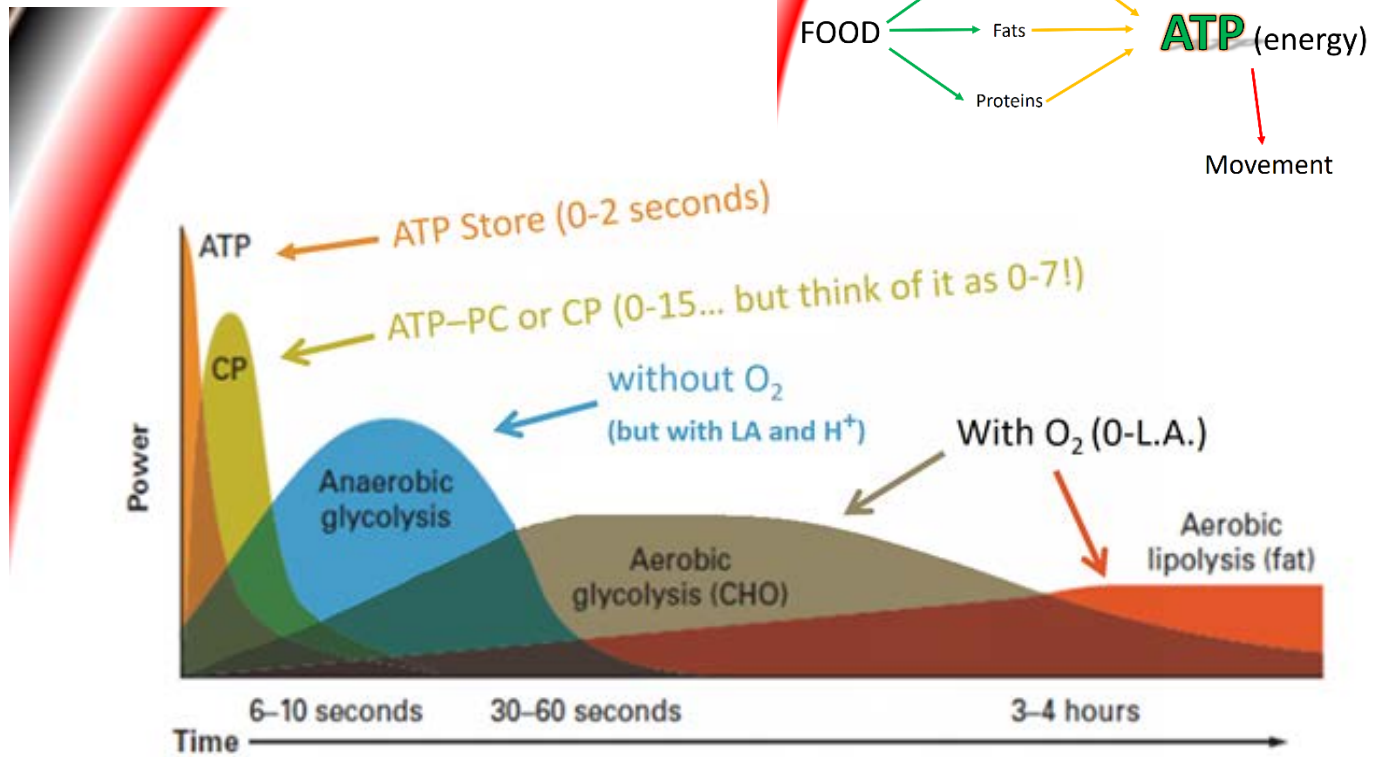 FOOD
Fats
ATP (energy)
Proteins
Movement
ATP Store (0-2 seconds)
ATP
ATP–PC or CP (0-15... but think of it as 0-7!)
CP
without O₂
(but with LA and H⁺)
With O₂ (0-L.A.)
Power
Anaerobic
glycolysis
Aerobic
glycolysis (CHO)
Aerobic
lipolysis (fat)
6–10 seconds
30–60 seconds
3–4 hours
Time